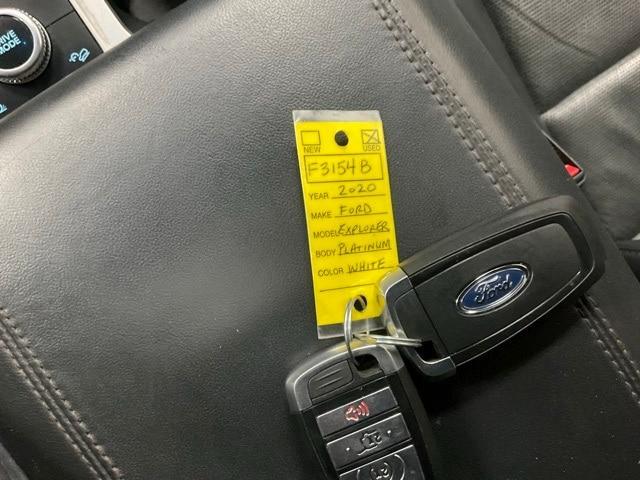 DRIVE
MODE
NEW USED
F3154B
YEAR 2020
MAKE FORD
MODEL EXPLORER
BODY PLATINUM
COLOR WHITE
Ford